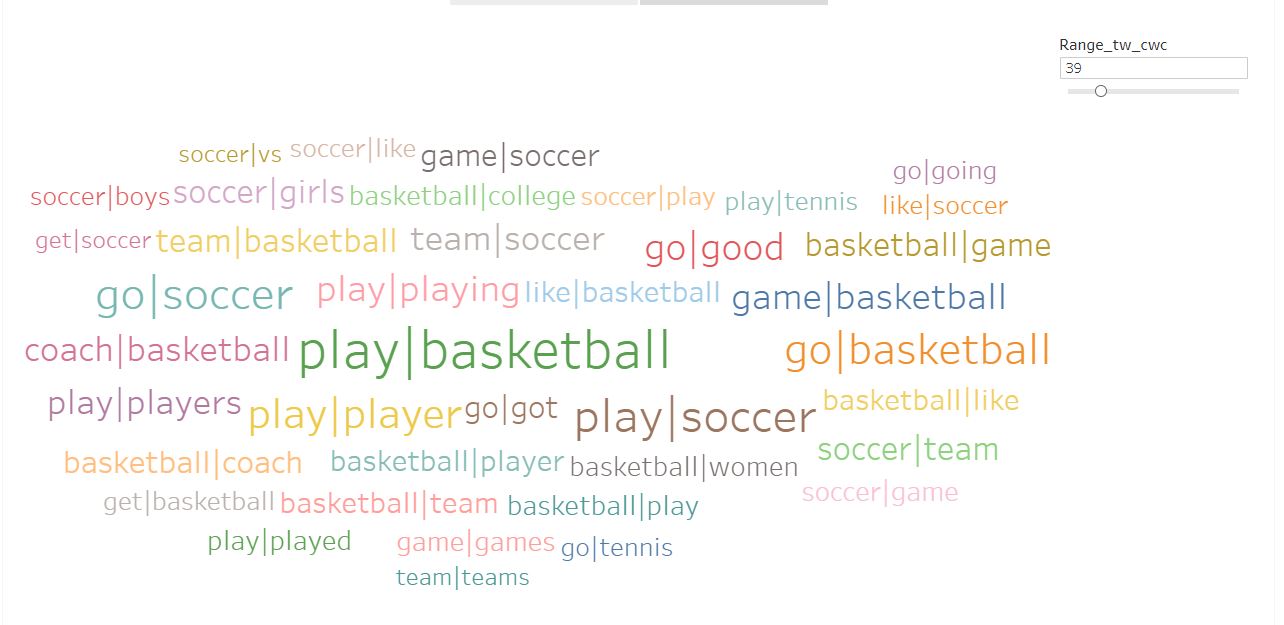 Range_tw_cwc
39
soccer|vs soccer|like game|soccer
go|going
soccer|boys soccer|girls basketball|college soccer|play play|tennis like|soccer
get|soccer team|basketball team|soccer go|good basketball|game
go|soccer play|playing like|basketball game|basketball
coach|basketball play|basketball go|basketball
play|players play|player go|got play|soccer basketball|like
basketball|coach basketball|player basketball|women soccer|team
get|basketball basketball|team basketball|play soccer|game
play|played game|games go|tennis
team|teams